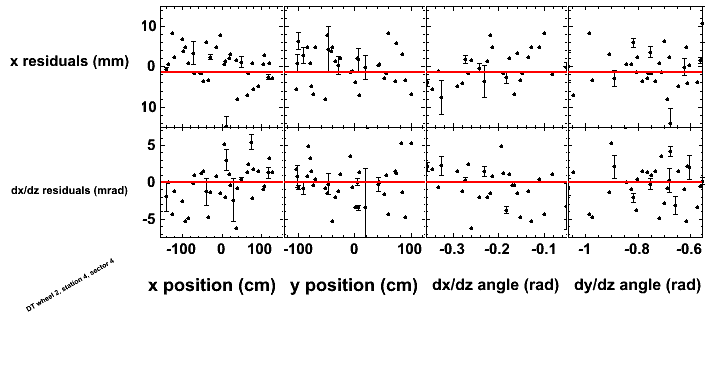 10
x residuals (mm)
0
10
5
dx/dz residuals (mrad)
0
-5
-100 0 100 -100 0 100 -0.3 -0.2 -0.1 -1 -0.8 -0.6
x position (cm) y position (cm) dx/dz angle (rad) dy/dz angle (rad)
DT wheel 2, station 4, sector 4